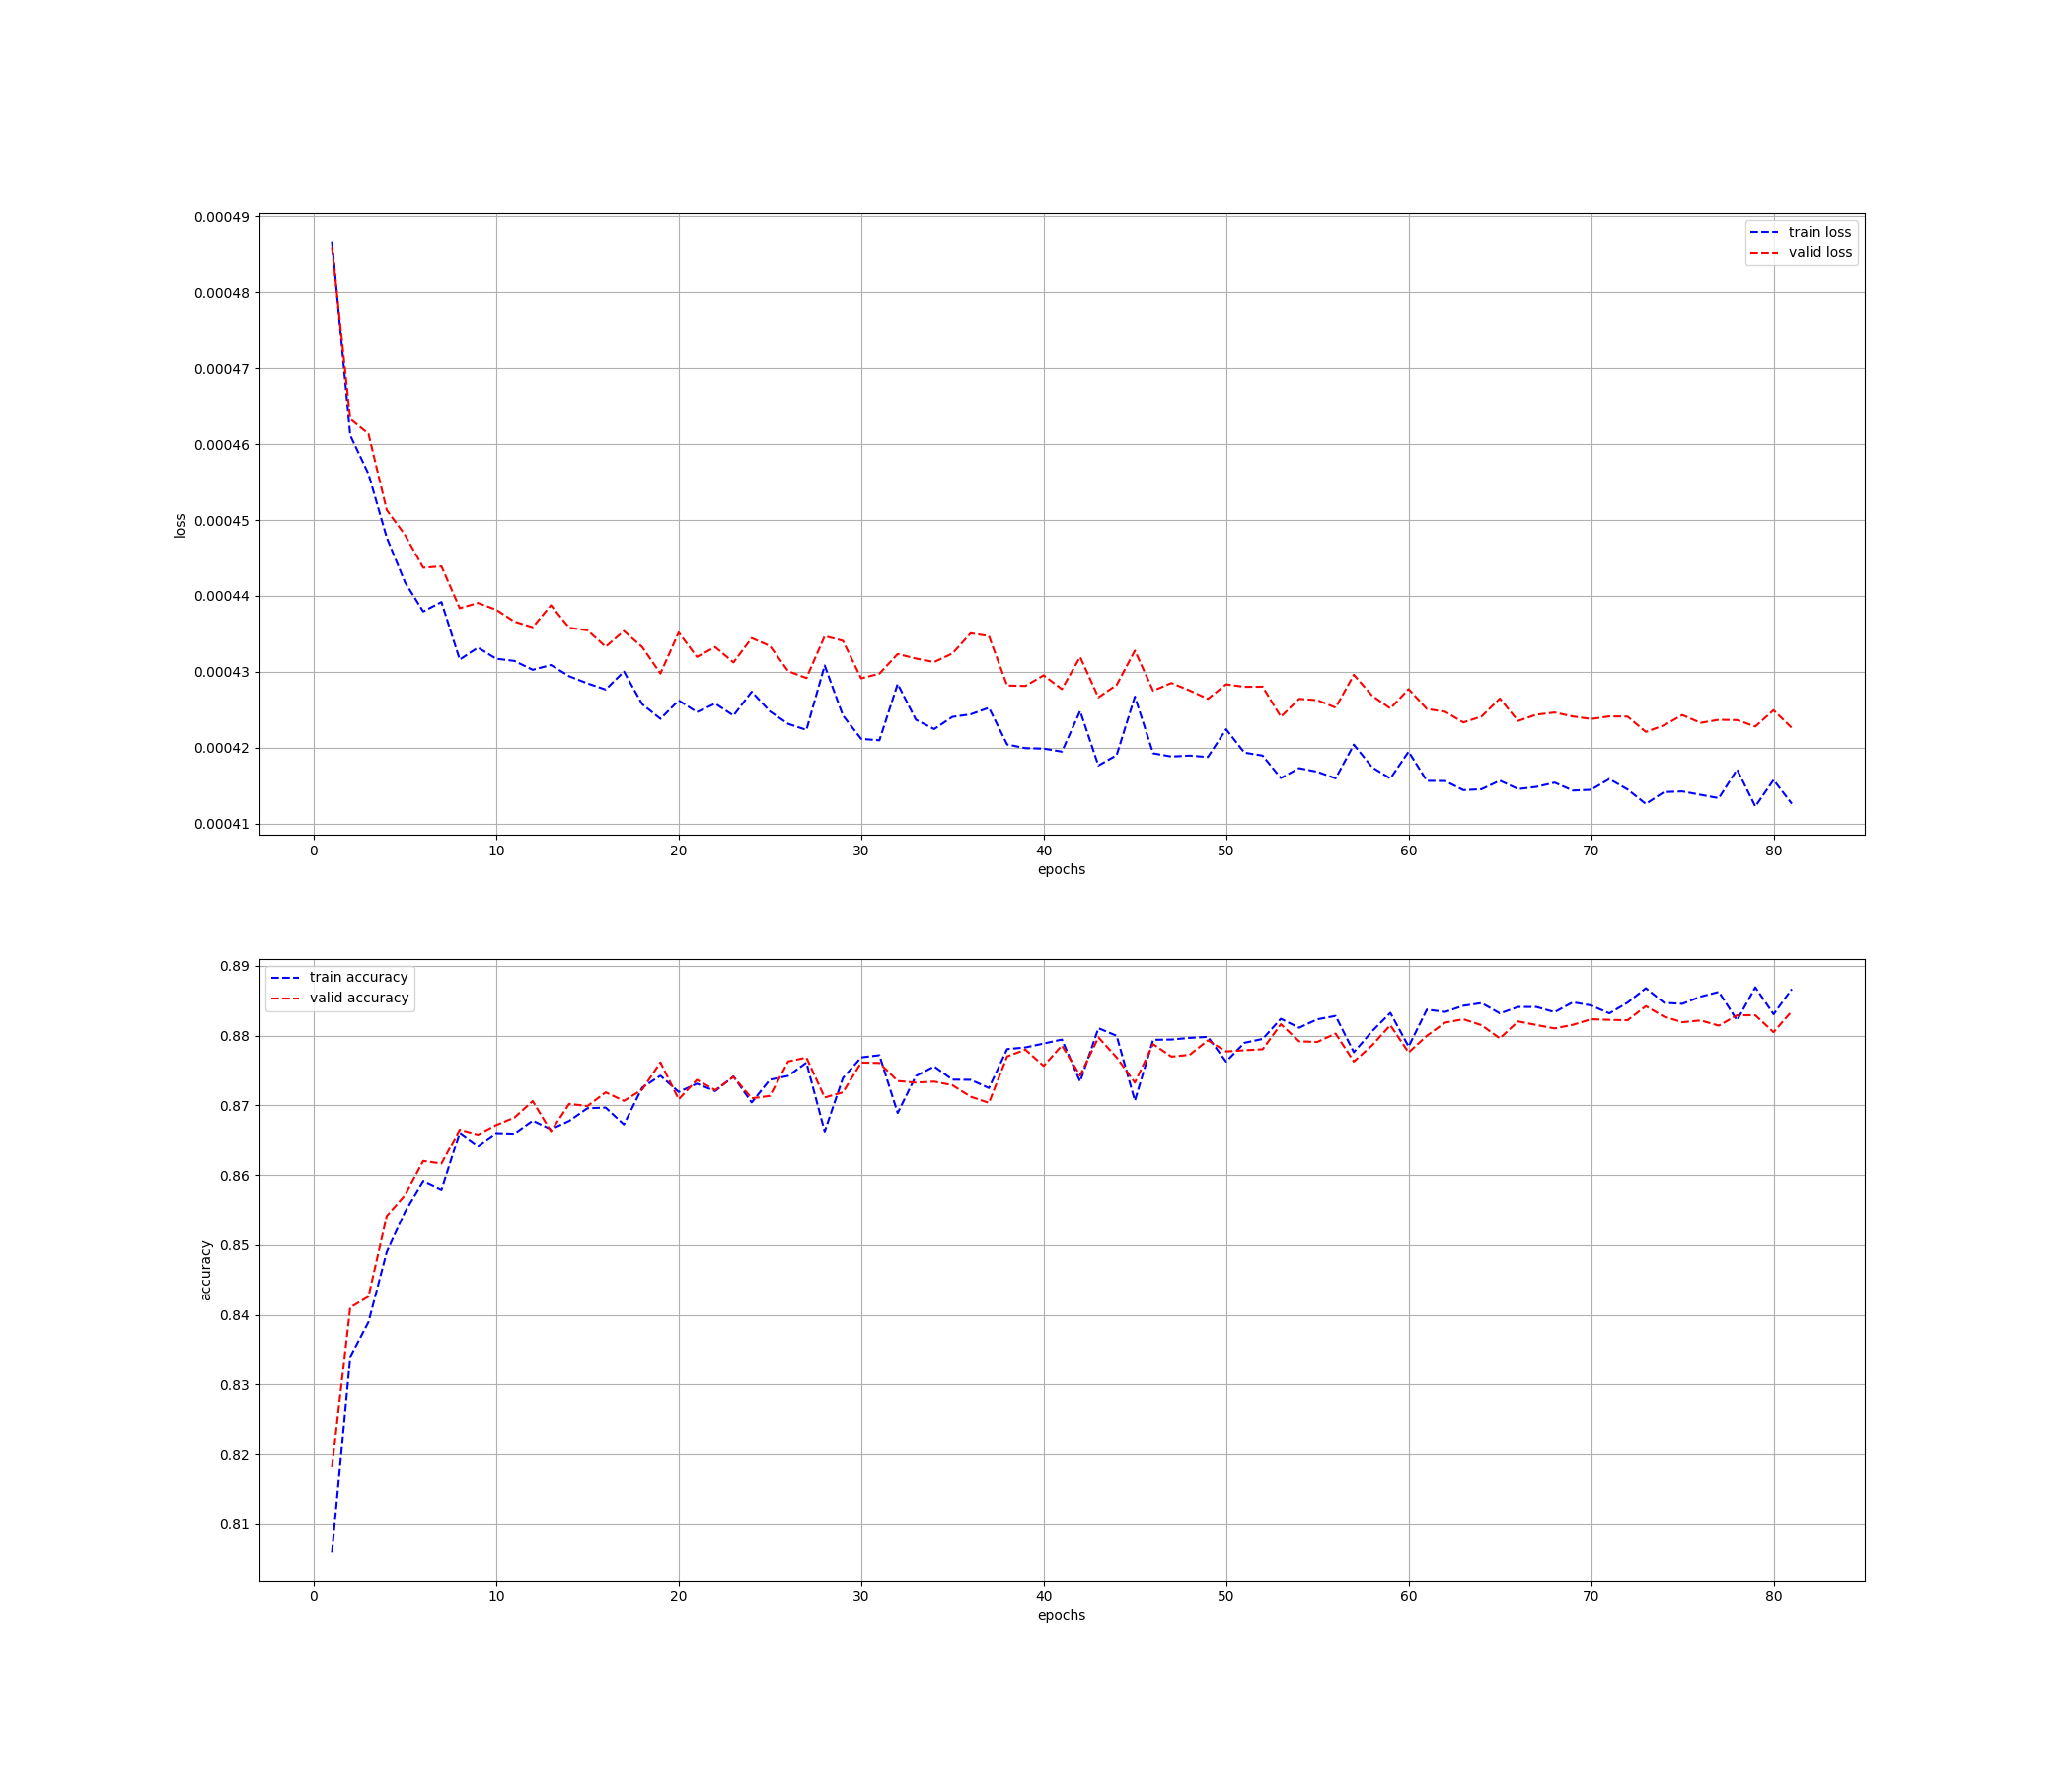 0.00049
train loss
valid loss
0.00048
0.00047
0.00046
0.00045
loss
0.00044
0.00043
0.00042
0.00041
0 10 20 30 40 50 60 70 80
epochs
0.89
train accuracy
valid accuracy
0.88
0.87
0.86
0.85
accuracy
0.84
0.83
0.82
0.81
0 10 20 30 40 50 60 70 80
epochs